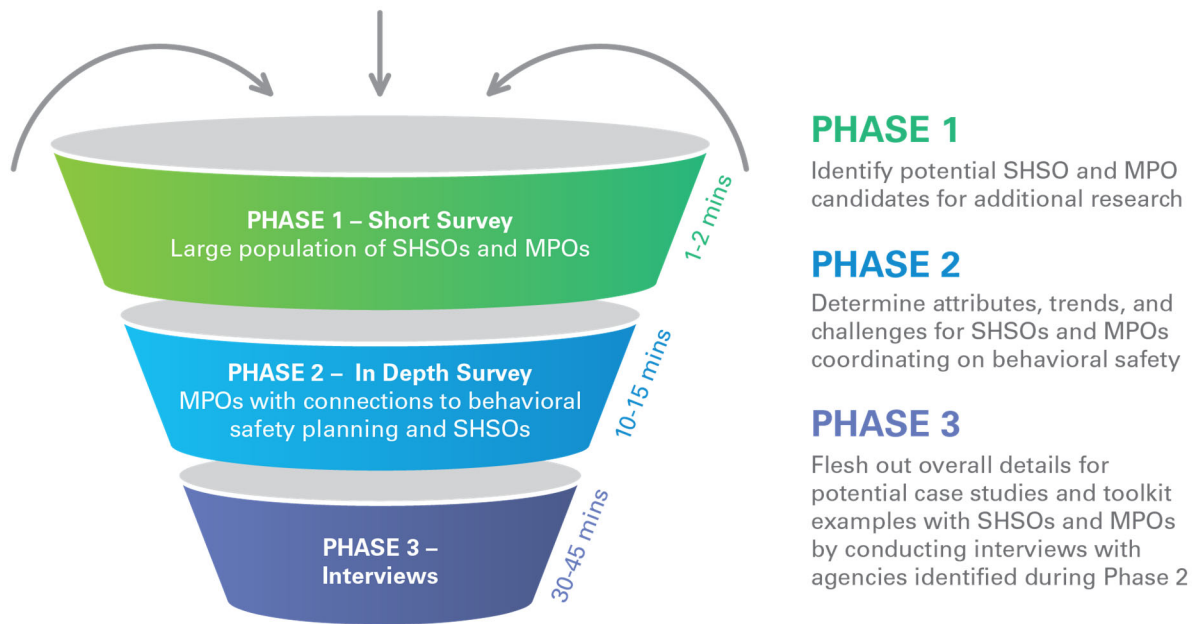 PHASE 1 – Short Survey
Large population of SHSOs and MPOs
1-2 mins
PHASE 2 –  In Depth Survey
MPOs with connections to behavioral
safety planning and SHSOs
10-15 mins
PHASE 3 –
Interviews
30-45 mins
PHASE 1
Identify potential SHSO and MPO
candidates for additional research
PHASE 2
Determine attributes, trends, and
challenges for SHSOs and MPOs
coordinating on behavioral safety
PHASE 3
Flesh out overall details for
potential case studies and toolkit
examples with SHSOs and MPOs
by conducting interviews with
agencies identified during Phase 2